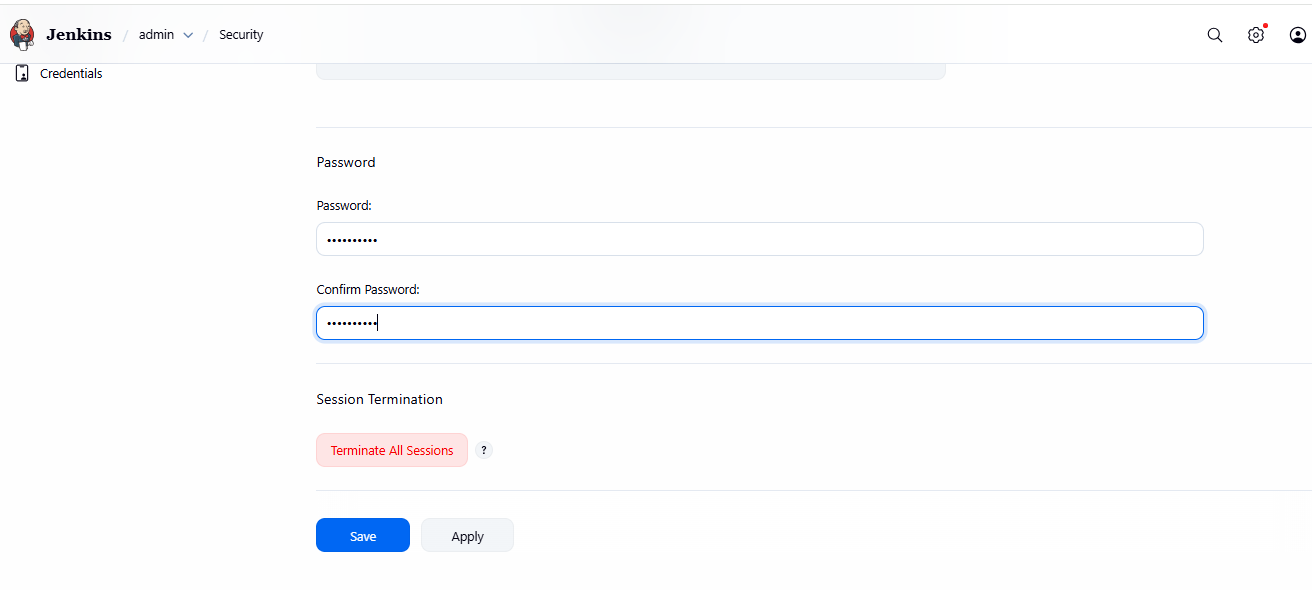 Jenkins / admin / Security
Credentials
Password
Password:
••••••••••
Confirm Password:
••••••••••
Session Termination
Terminate All Sessions ?
Save Apply